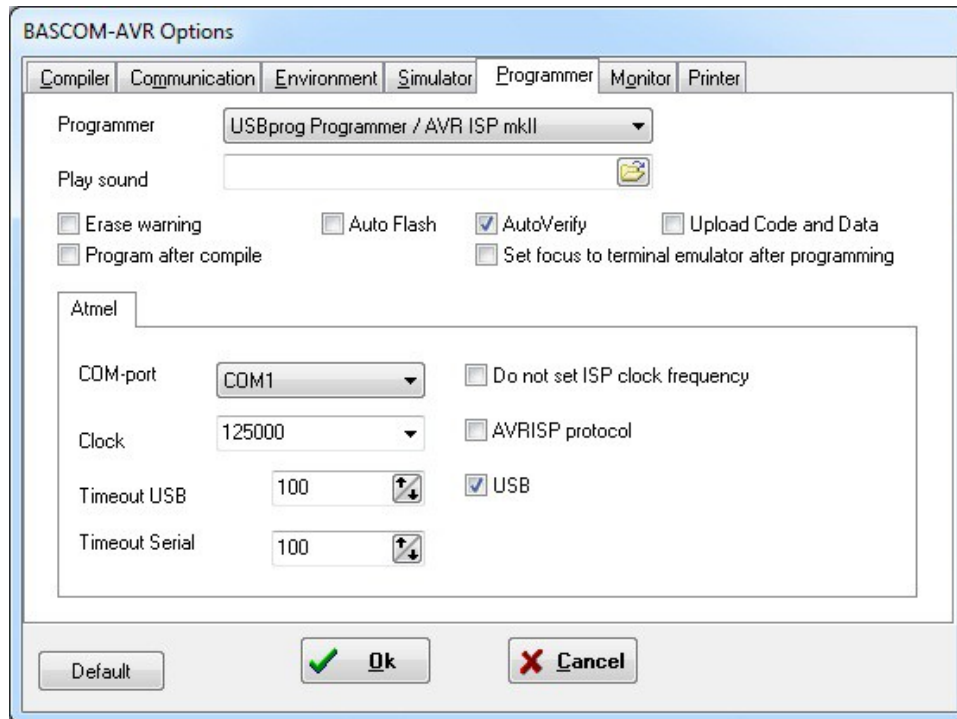 BASCOM-AVR Options
Compiler Communication Environment Simulator Programmer Monitor Printer
Programmer USBprog Programmer / AVR ISP mkII
Play sound
Erase warning Auto Flash AutoVerify Upload Code and Data
Program after compile Set focus to terminal emulator after programming
Atmel
COM-port COM1 Do not set ISP clock frequency
Clock 125000 AVRISP protocol
Timeout USB 100 USB
Timeout Serial 100
Default Ok Cancel